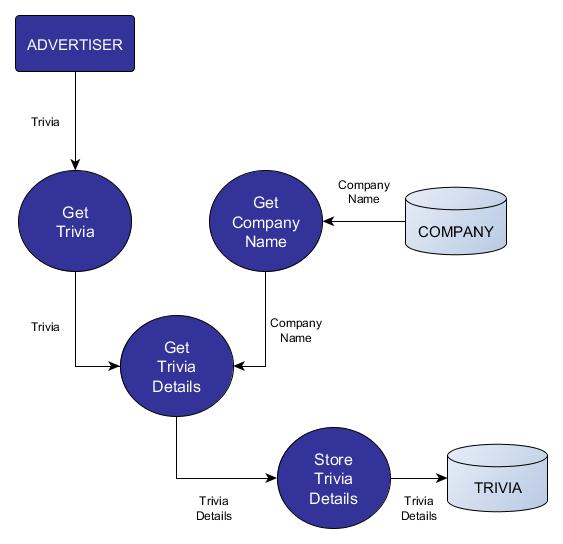 ADVERTISER
Trivia
Get
Trivia
Get
Company
Name
Company
Name
COMPANY
Trivia
Company
Name
Get
Trivia
Details
Store
Trivia
Details
Trivia
Details
Trivia
Details
TRIVIA